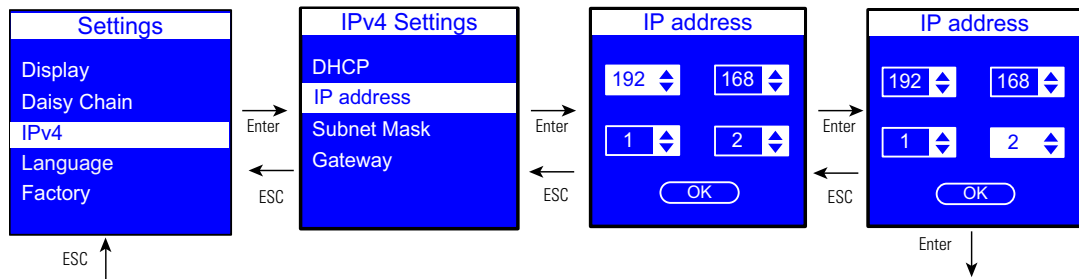 Settings
Display
Daisy Chain
IPv4
Language
Factory
Enter
ESC
IPv4 Settings
DHCP
IP address
Subnet Mask
Gateway
Enter
ESC
IP address
192 168
1 2
OK
Enter
ESC
IP address
192 168
1 2
OK
ESC
Enter